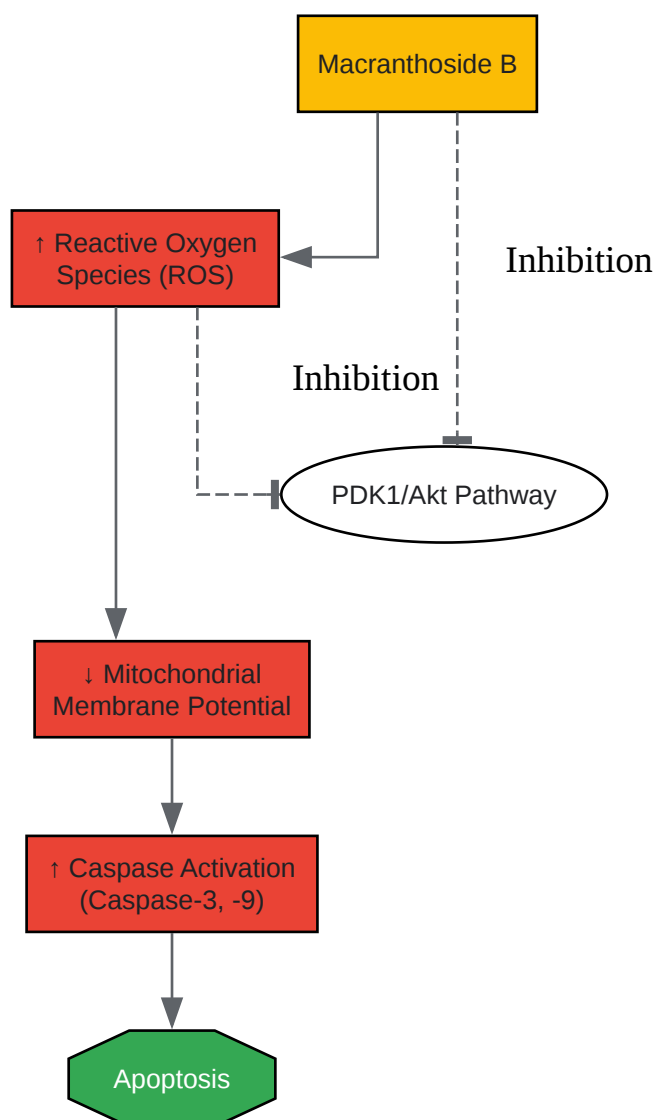 Macranthoside B
↑ Reactive Oxygen
Species (ROS)
Inhibition
Inhibition
PDK1/Akt Pathway
↓ Mitochondrial
Membrane Potential
↑ Caspase Activation
(Caspase-3, -9)
Apoptosis